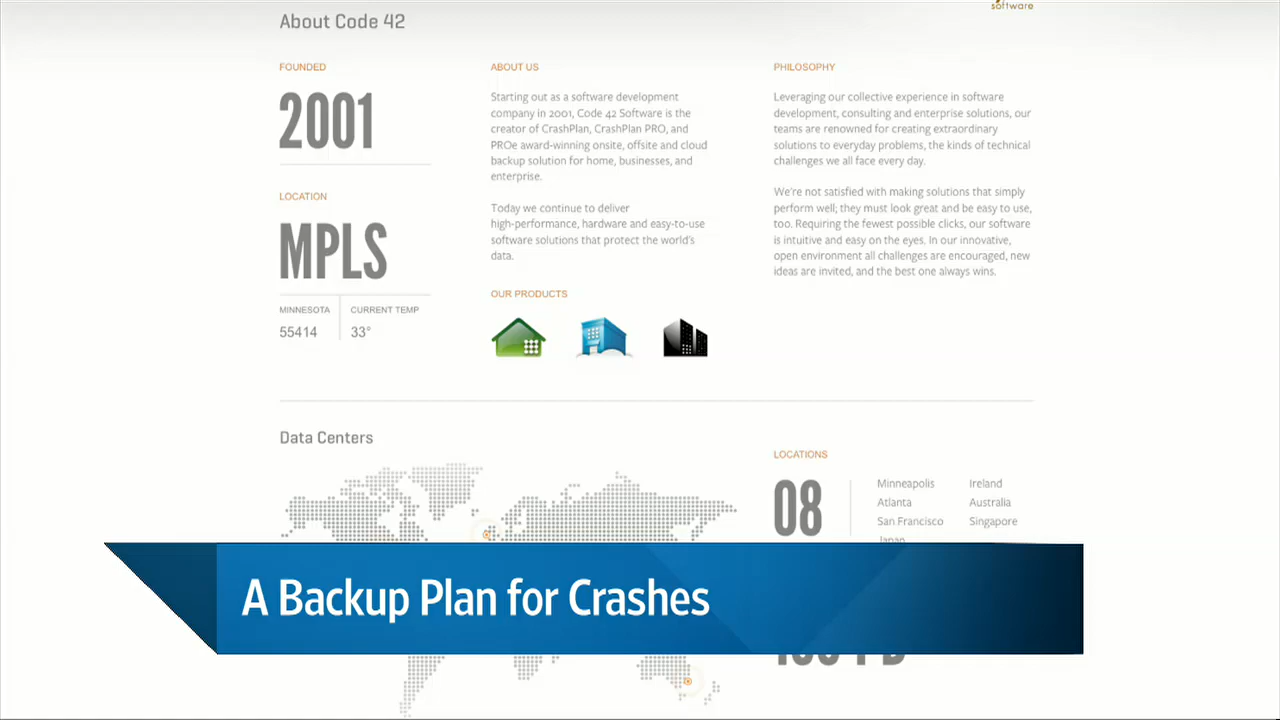 software
About Code 42
FOUNDED
2001
LOCATION
MPLS
MINNESOTA
55414
CURRENT TEMP
33°
ABOUT US
Starting out as a software development
company in 2001, Code 42 Software is the
creator of CrashPlan, CrashPlan PRO, and
PROe award-winning onsite, offsite and cloud
backup solution for home, businesses, and
enterprise.
Today we continue to deliver
high-performance, hardware and easy-to-use
software solutions that protect the world's
data.
OUR PRODUCTS
PHILOSOPHY
Leveraging our collective experience in software
development, consulting and enterprise solutions, our
teams are renowned for creating extraordinary
solutions to everyday problems, the kinds of technical
challenges we all face every day.
We're not satisfied with making solutions that simply
perform well; they must look great and be easy to use,
too. Requiring the fewest possible clicks, our software
is intuitive and easy on the eyes. In our innovative,
open environment all challenges are encouraged, new
ideas are invited, and the best one always wins.
Data Centers
LOCATIONS
08
Minneapolis
Atlanta
San Francisco
Japan
Ireland
Australia
Singapore
A Backup Plan for Crashes